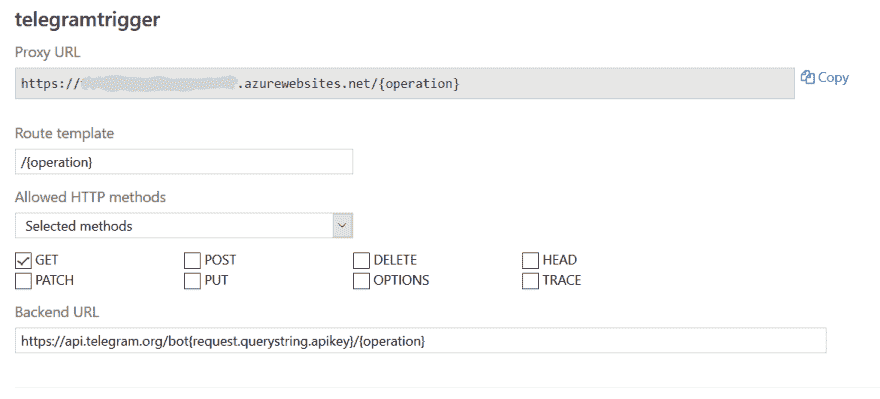 telegramtrigger
Proxy URL
https:// .azurewebsites.net/{operation}
Copy
Route template
/{operation}
Allowed HTTP methods
Selected methods
GET POST DELETE HEAD
PATCH PUT OPTIONS TRACE
Backend URL
https://api.telegram.org/bot{request.querystring.apikey}/{operation}